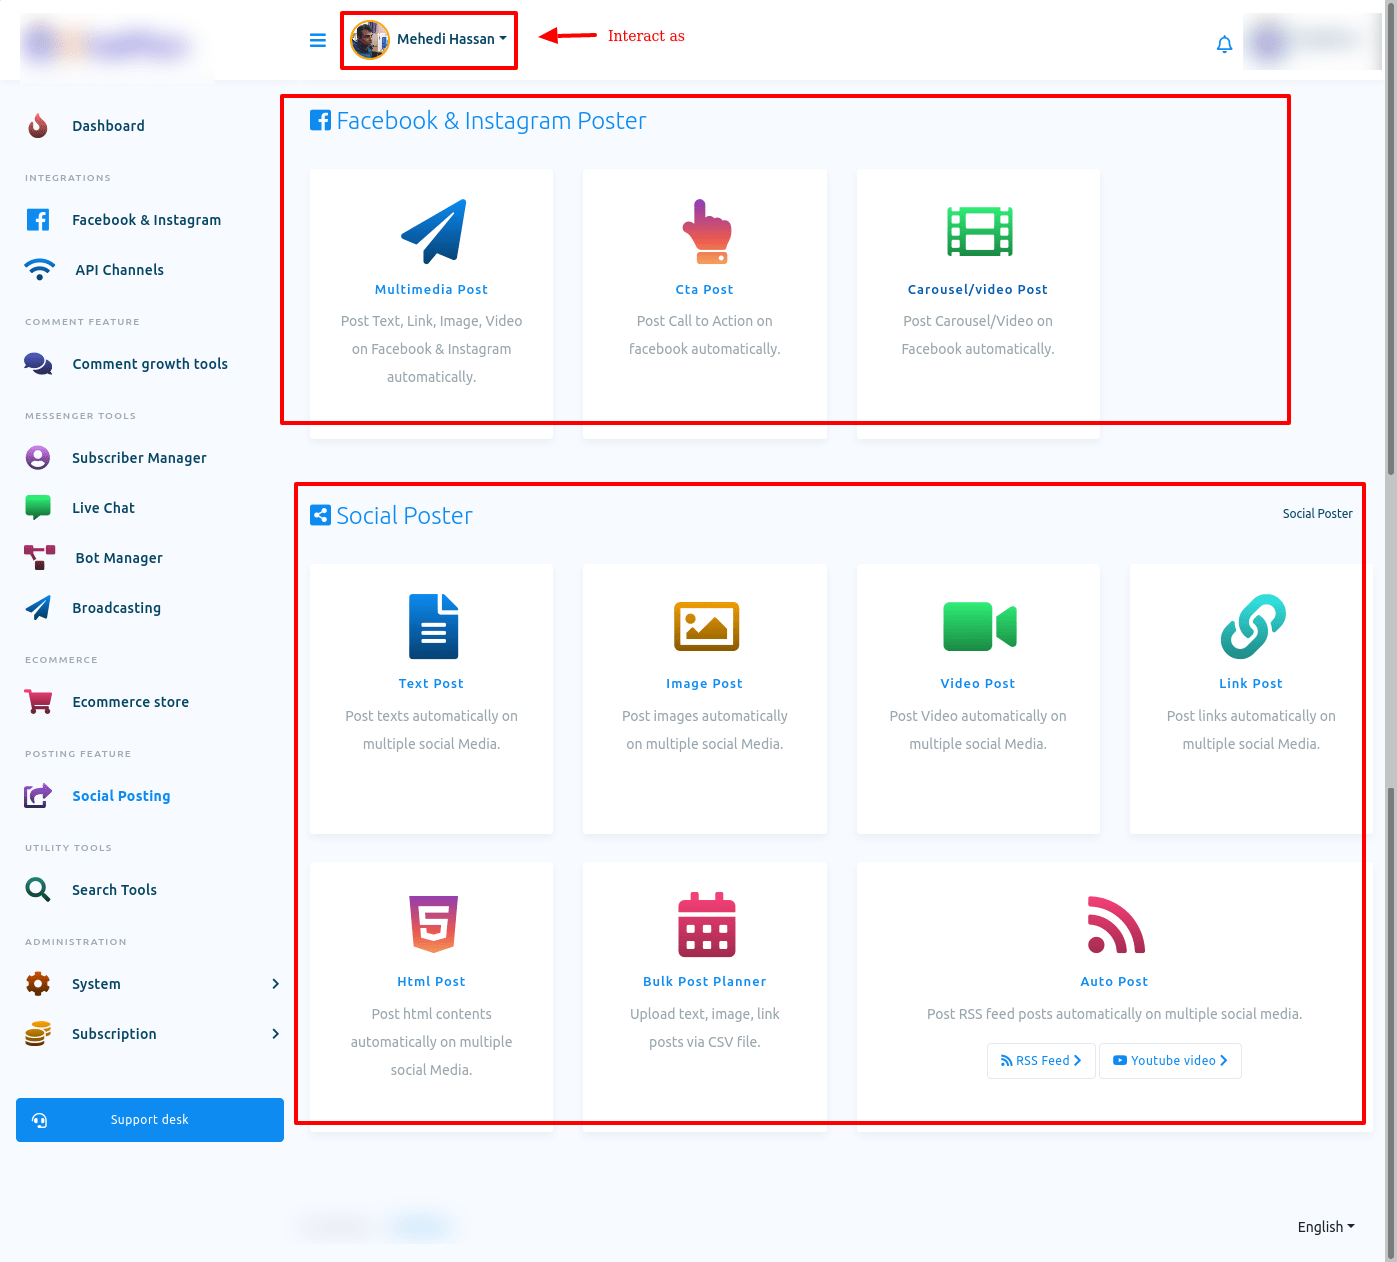 Mehedi Hassan
Interact as
Dashboard
INTEGRATIONS
Facebook & Instagram
API Channels
COMMENT FEATURE
Comment growth tools
MESSENGER TOOLS
Subscriber Manager
Live Chat
Bot Manager
Broadcasting
ECOMMERCE
Ecommerce store
POSTING FEATURE
Social Posting
UTILITY TOOLS
Search Tools
ADMINISTRATION
System
Subscription
Support desk
Facebook & Instagram Poster
Multimedia Post
Post Text, Link, Image, Video
on Facebook & Instagram
automatically.
Cta Post
Post Call to Action on
facebook automatically.
Carousel/video Post
Post Carousel/Video on
Facebook automatically.
Social Poster
Social Poster
Text Post
Post texts automatically on
multiple social Media.
Image Post
Post images automatically
on multiple social Media.
Video Post
Post Video automatically on
multiple social Media.
Link Post
Post links automatically on
multiple social Media.
Html Post
Post html contents
automatically on multiple
social Media.
Bulk Post Planner
Upload text, image, link
posts via CSV file.
Auto Post
Post RSS feed posts automatically on multiple social media.
RSS Feed
Youtube video
English